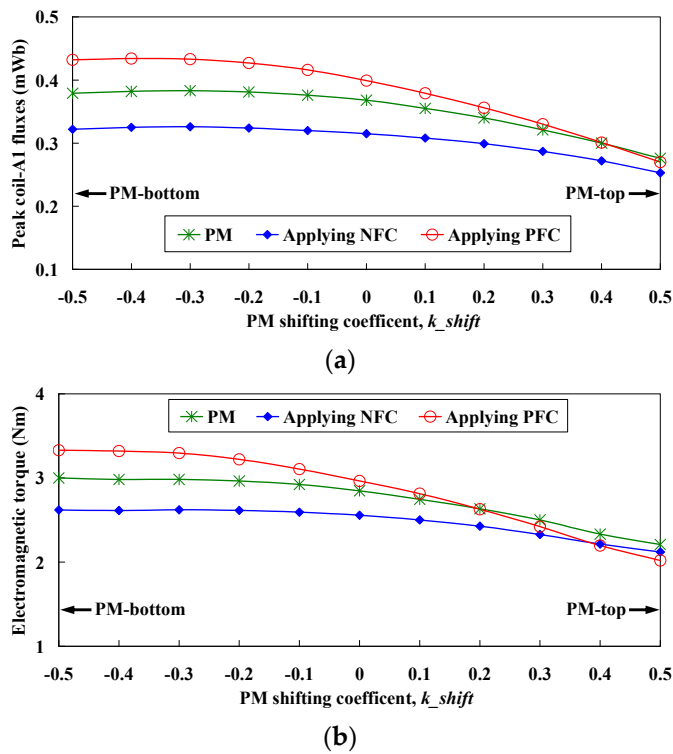 0.5
0.4
0.3
0.2
0.1
Peak coil-A1 fluxes (mWb)
PM-bottom
PM-top
PM
Applying NFC
Applying PFC
-0.5 -0.4 -0.3 -0.2 -0.1 0 0.1 0.2 0.3 0.4 0.5
PM shifting coefficent, k_shift
(a)
4
3
2
1
Electromagnetic torque (Nm)
PM
Applying NFC
Applying PFC
PM-bottom
PM-top
-0.5 -0.4 -0.3 -0.2 -0.1 0 0.1 0.2 0.3 0.4 0.5
PM shifting coefficent, k_shift
(b)